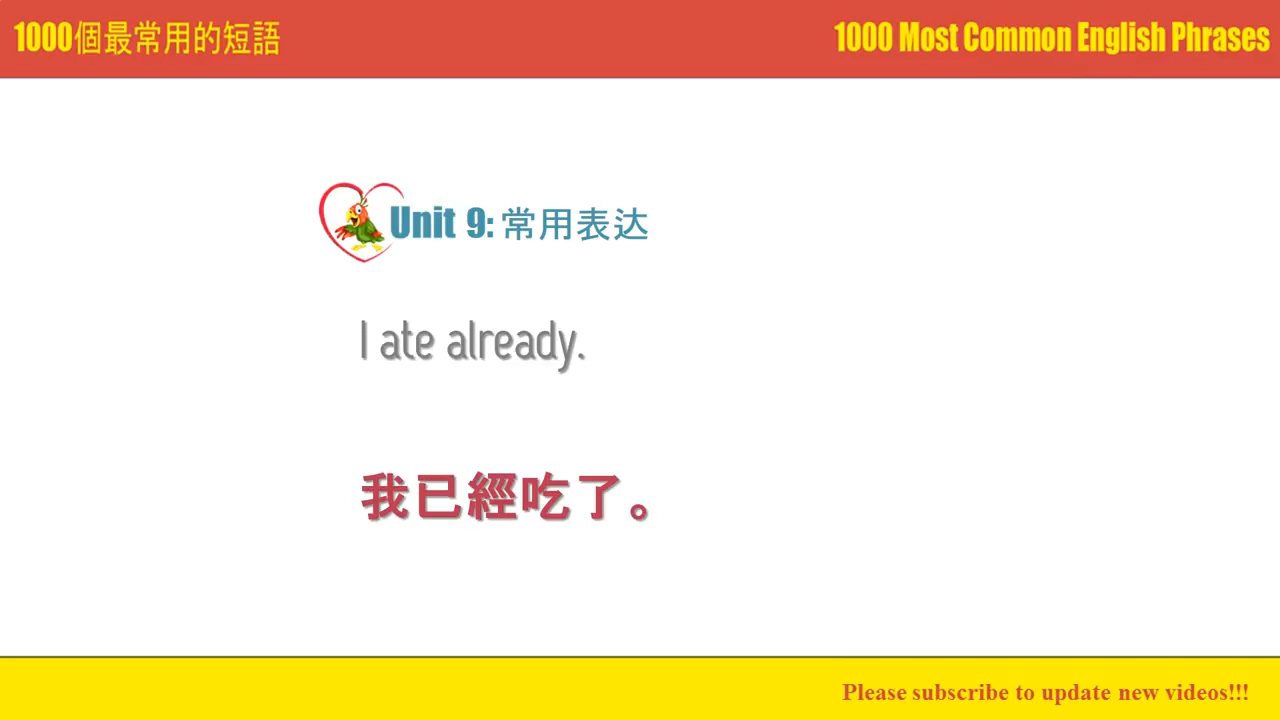 1000個最常用的短語
1000 Most Common English Phrases
Unit 9: 常用表达
I ate already.
我已經吃了。
Please subscribe to update new videos!!!